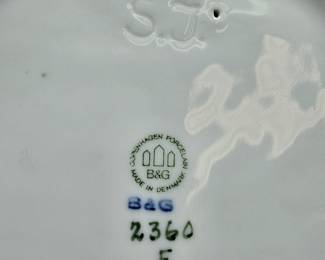 S.J.
COPENHAGEN PORCELAIN
B&G
MADE IN DENMARK
B&G
2360
F